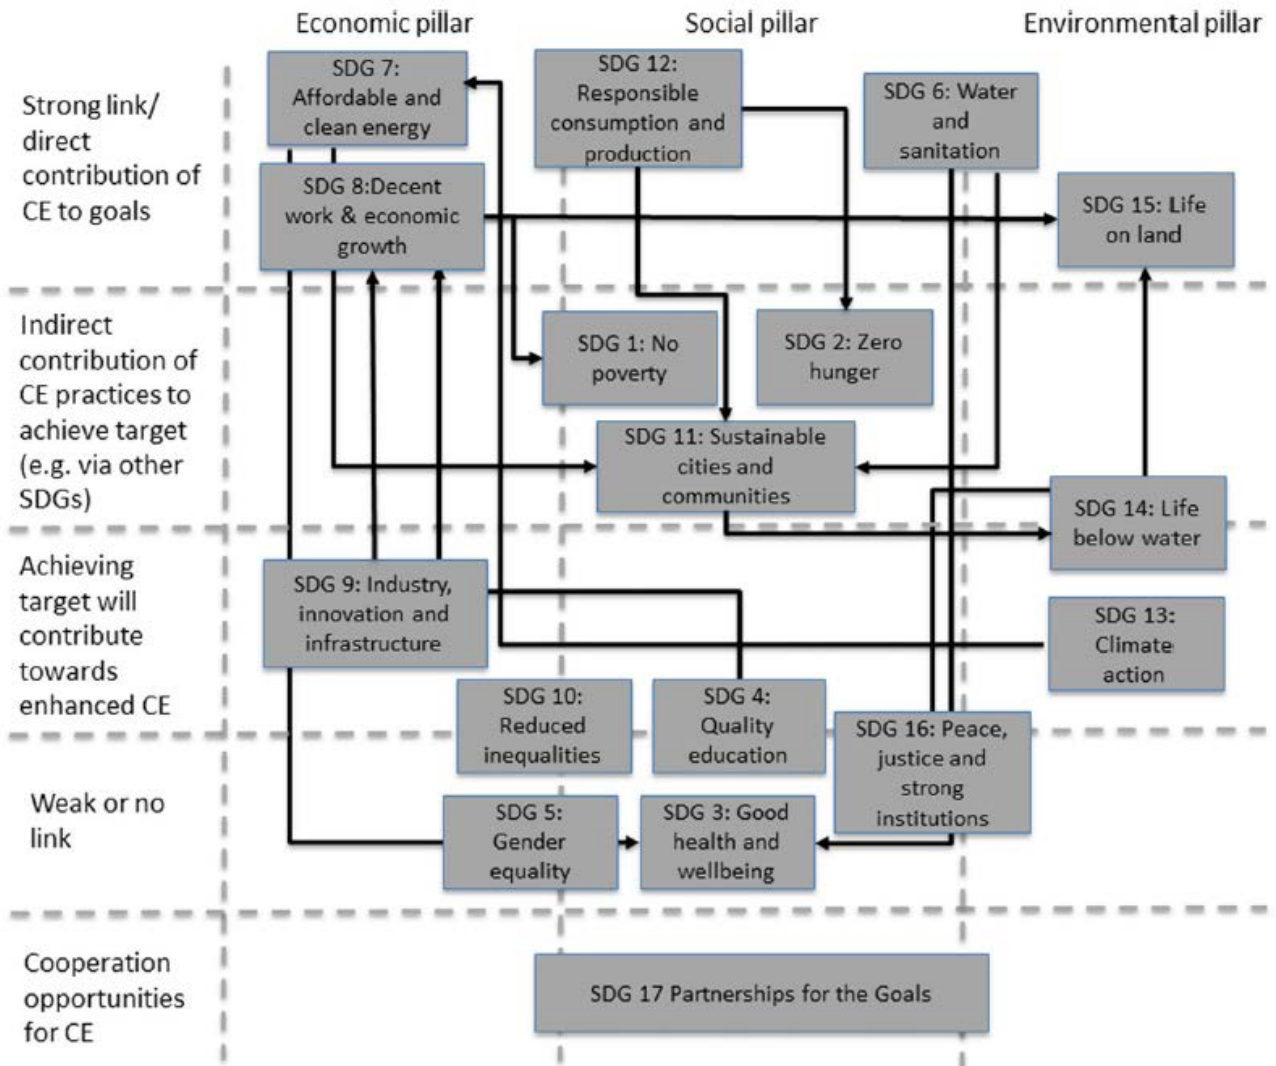 Economic pillar
Social pillar
Environmental pillar
Strong link/
direct
contribution of
CE to goals
SDG 7:
Affordable and
clean energy
SDG 12:
Responsible
consumption and
production
SDG 6: Water
and
sanitation
SDG 8:Decent
work & economic
growth
SDG 15: Life
on land
Indirect
contribution of
CE practices to
achieve target
(e.g. via other
SDGs)
SDG 1: No
poverty
SDG 2: Zero
hunger
SDG 11: Sustainable
cities and
communities
SDG 14: Life
below water
Achieving
target will
contribute
towards
enhanced CE
SDG 9: Industry,
innovation and
infrastructure
SDG 13:
Climate
action
SDG 10:
Reduced
inequalities
SDG 4:
Quality
education
SDG 16: Peace,
justice and
strong
institutions
Weak or no
link
SDG 5:
Gender
equality
SDG 3: Good
health and
wellbeing
Cooperation
opportunities
for CE
SDG 17 Partnerships for the Goals